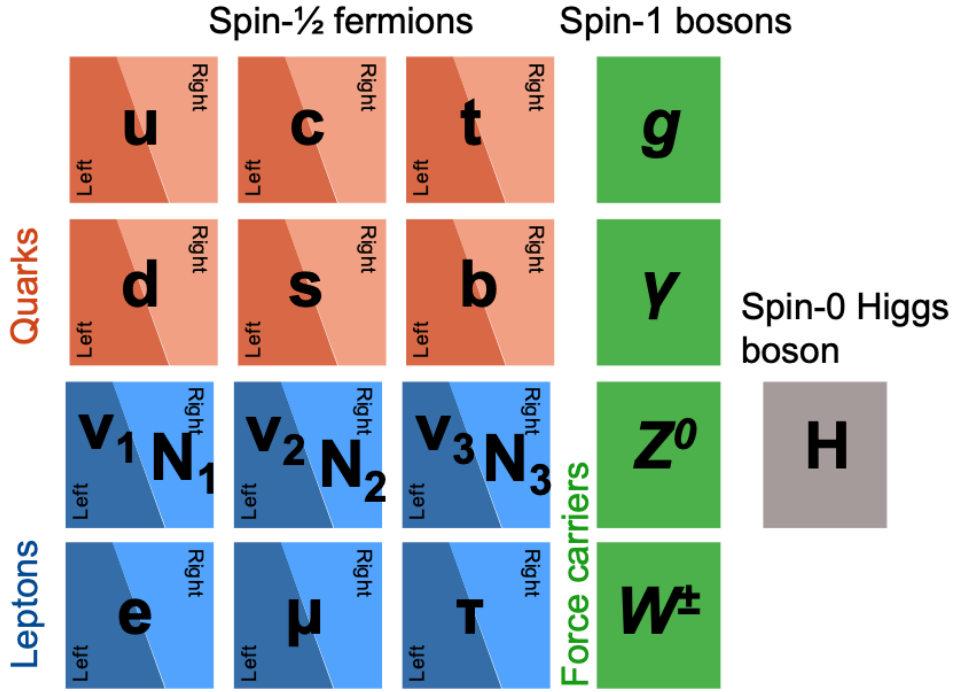 Spin-½ fermions
Spin-1 bosons
Left
u
Right
Left
c
Right
Left
t
Right
g
Quarks
Left
d
Right
Left
s
Right
Left
b
Right
γ
Spin-0 Higgs
boson
Leptons
Left
ν₁
N₁
Right
Left
ν₂
N₂
Right
Left
ν₃
N₃
Right
Force carriers
Z⁰
H
Left
e
Right
Left
μ
Right
Left
τ
Right
W±